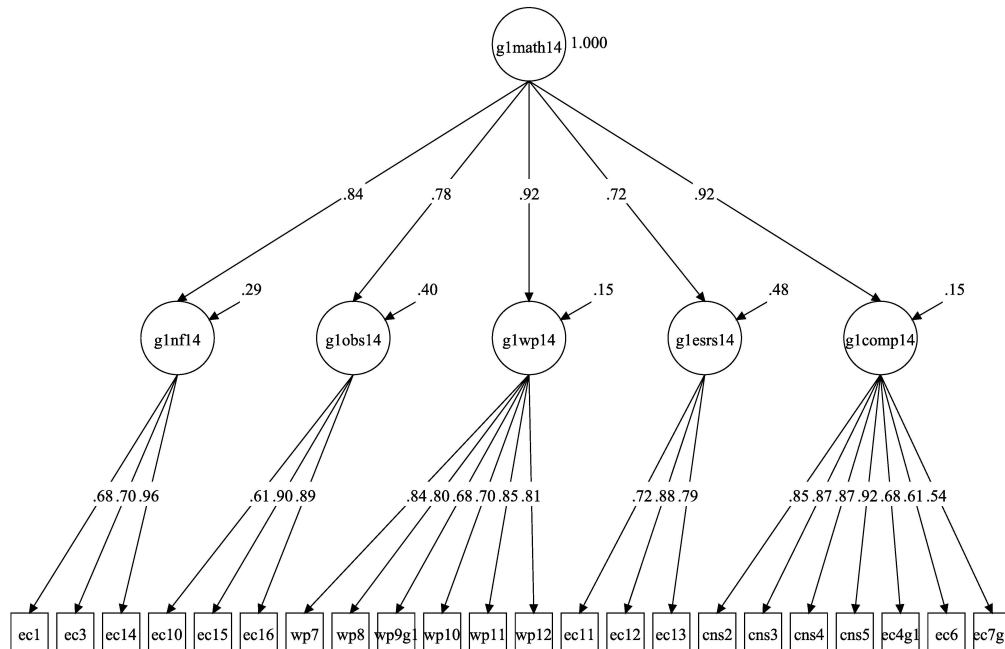 g1math14 1.000
.84 .78 .92 .72 .92
.29 .40 .15 .48 .15
g1nf14 g1obs14 g1wp14 g1esrs14 g1comp14
.68 .70 .96 .61 .90 .89 .84 .80 .68 .70 .85 .81 .72 .88 .79 .85 .87 .87 .92 .68 .61 .54
ec1 ec3 ec14 ec10 ec15 ec16 wp7 wp8 wp9g1 wp10 wp11 wp12 ec11 ec12 ec13 cns2 cns3 cns4 cns5 ec4g1 ec6 ec7g